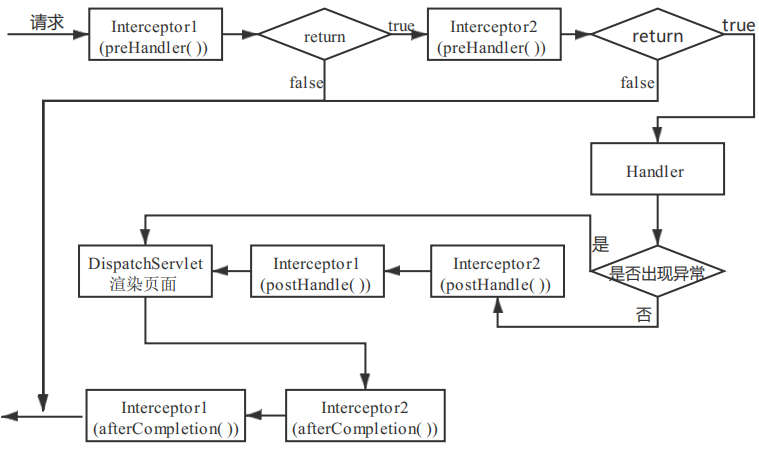 请求
Interceptor1
(preHandler( ))
return
true
Interceptor2
(preHandler( ))
return
true
false
false
Handler
是
DispatchServlet
渲染页面
Interceptor1
(postHandle( ))
Interceptor2
(postHandle( ))
是否出现异常
否
Interceptor1
(afterCompletion( ))
Interceptor2
(afterCompletion( ))